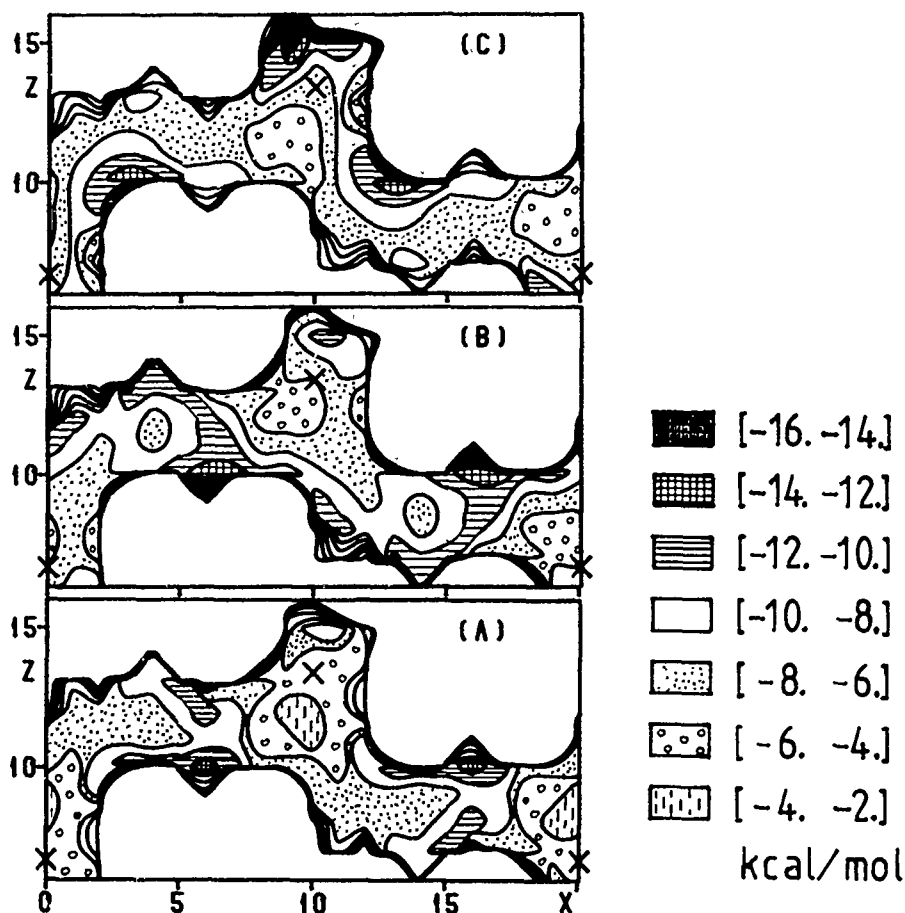 15
(C)
Z
10
15
(B)
Z
10
15
(A)
Z
10
0
5
10
15
X
[-16. -14.]
[-14. -12.]
[-12. -10.]
[-10. -8.]
[-8. -6.]
[-6. -4.]
[-4. -2.]
kcal/mol